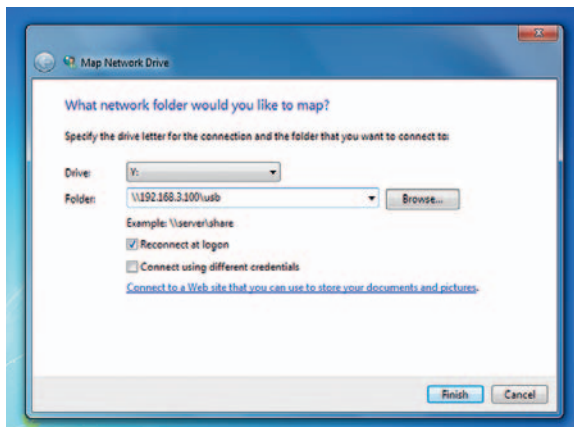 Map Network Drive
What network folder would you like to map?
Specify the drive letter for the connection and the folder that you want to connect to:
Drive: Y:
Folder: \\192.168.3.100\usb Browse...
Example: \\server\share
Reconnect at logon
Connect using different credentials
Connect to a Web site that you can use to store your documents and pictures.
Finish Cancel